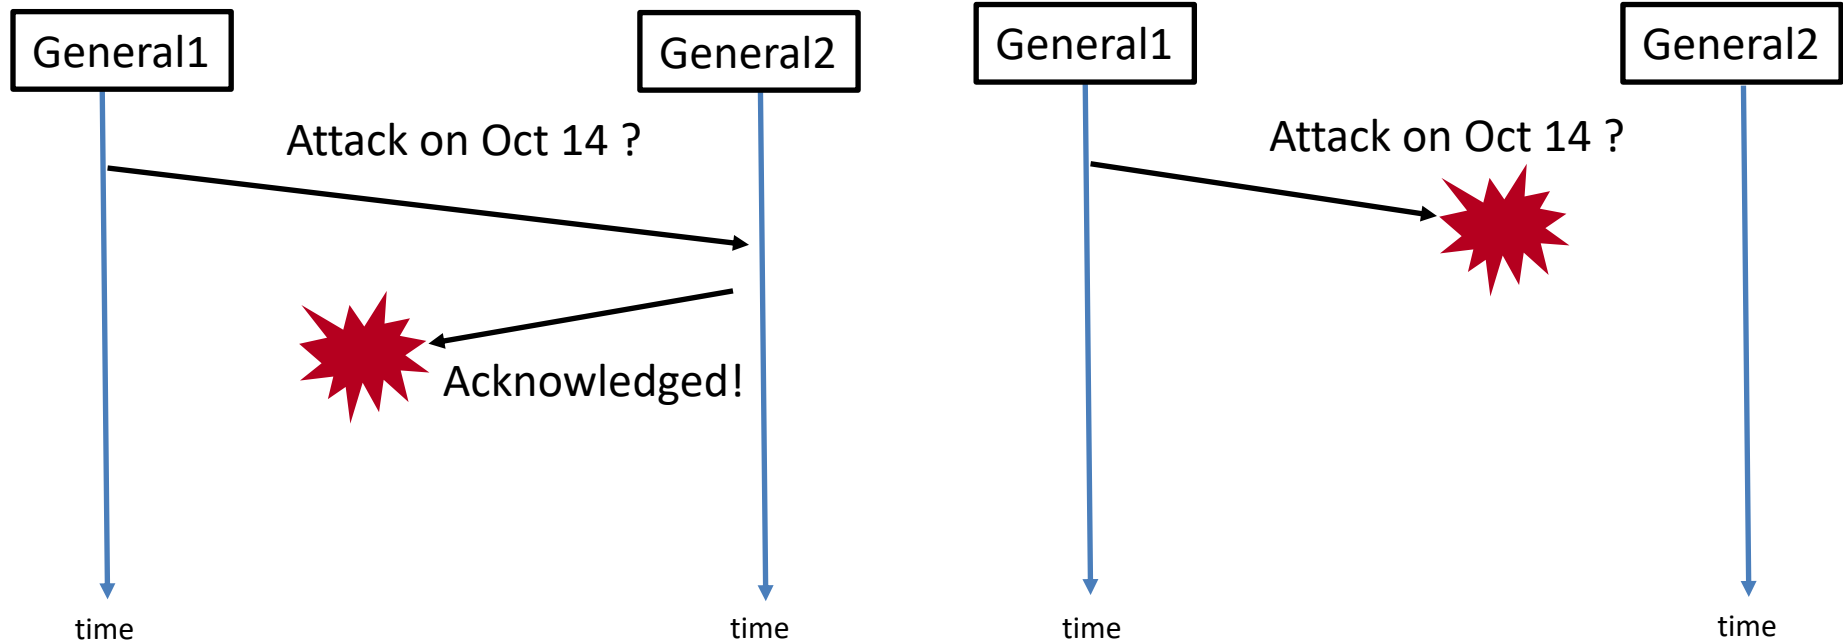 General1
General2
Attack on Oct 14 ?
Acknowledged!
time
time
General1
General2
Attack on Oct 14 ?
time
time